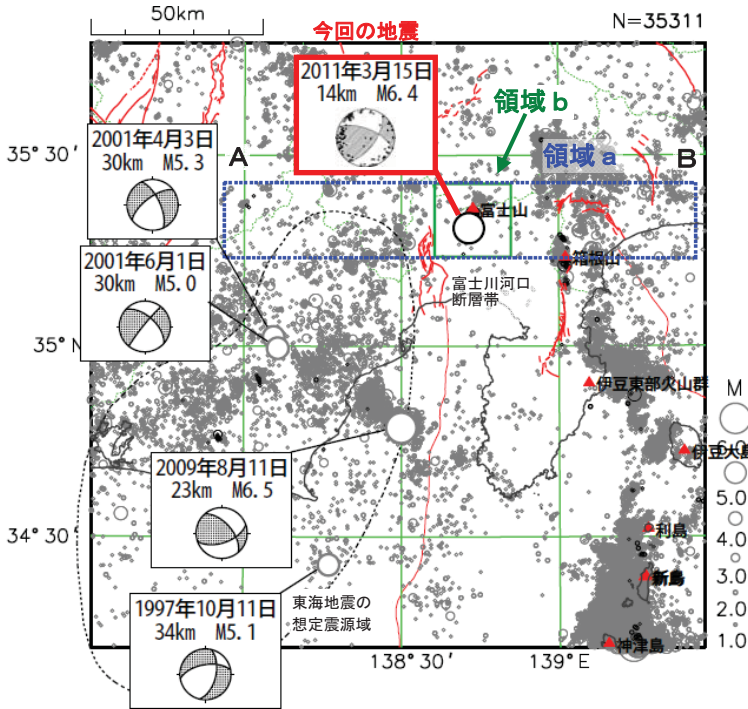 50km
N=35311
今回の地震
2011年3月15日
14km M6.4
領域b
2001年4月3日
30km M5.3
35°30′
A
領域a
B
富士山
2001年6月1日
30km M5.0
箱根山
富士川河口
断層帯
35°N
伊豆東部火山群
M
6.0
伊豆大島
2009年8月11日
23km M6.5
5.0
34°30′
利島
4.0
新島
3.0
1997年10月11日
34km M5.1
東海地震の
想定震源域
2.0
神津島
1.0
138°30′
139°E